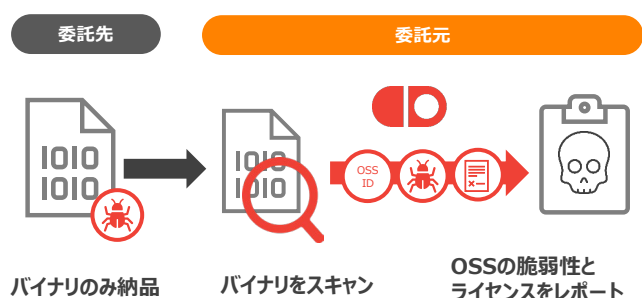 委託先
委託元
1010
1010
1010
1010
OSS
ID
バイナリのみ納品
バイナリをスキャン
OSSの脆弱性と
ライセンスをレポート